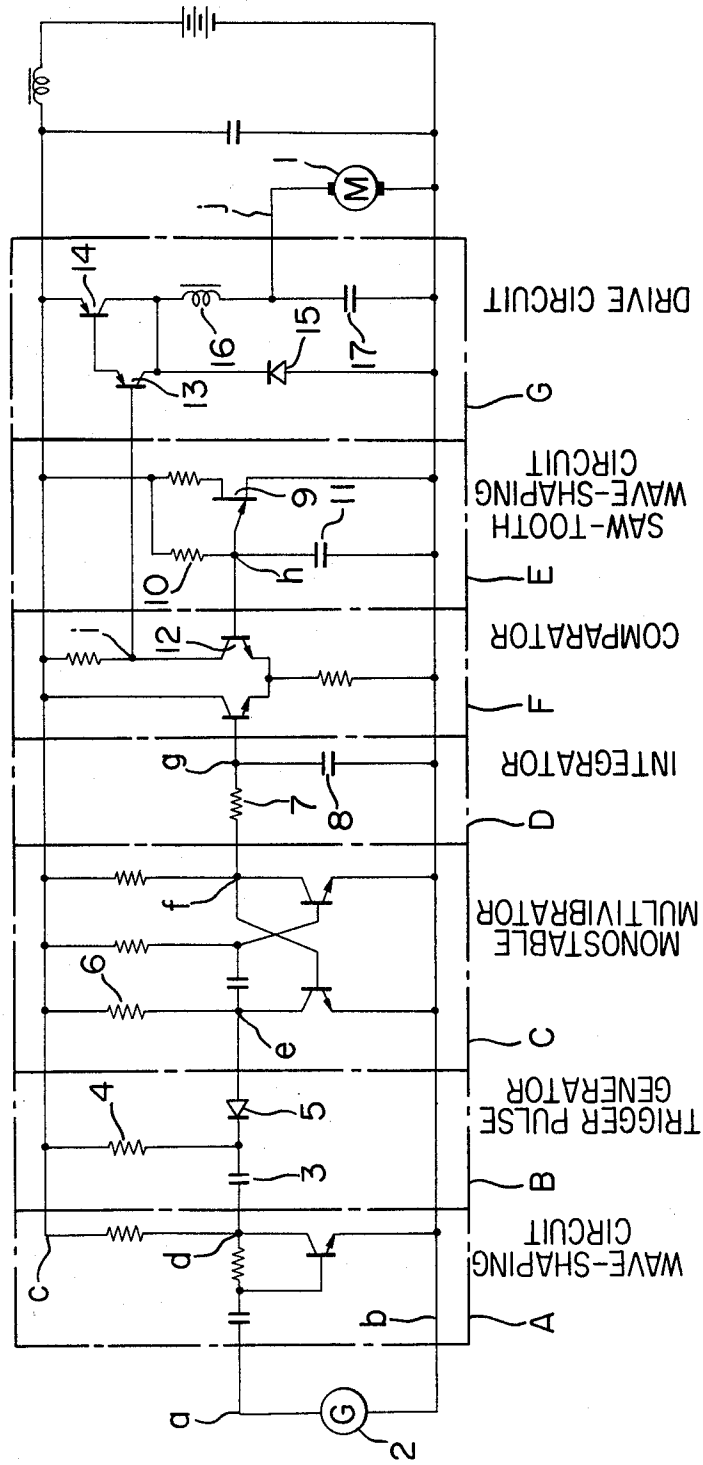 DRIVE CIRCUIT
SAW-TOOTH
WAVE-SHAPING
CIRCUIT
COMPARATOR
INTEGRATOR
MONOSTABLE
MULTIVIBRATOR
TRIGGER PULSE
GENERATOR
WAVE-SHAPING
CIRCUIT
G
E
F
D
C
B
A
M
1
j
14
13
16
15
17
9
10
11
h
i
12
g
7
8
f
6
e
4
5
3
c
d
b
a
G
2